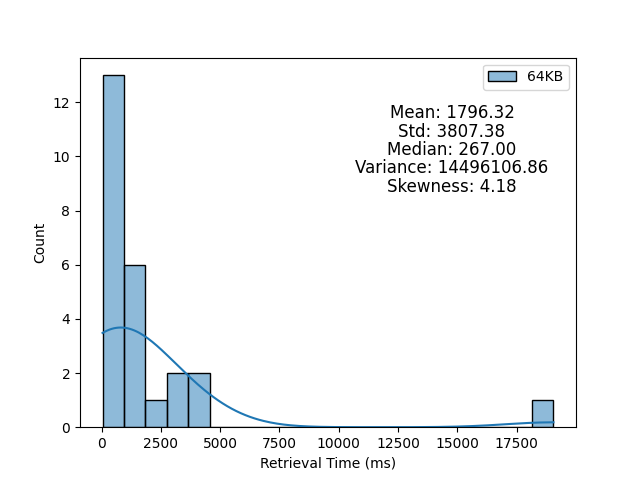 64KB
Mean: 1796.32
Std: 3807.38
Median: 267.00
Variance: 14496106.86
Skewness: 4.18
Count
12
10
8
6
4
2
0
0 2500 5000 7500 10000 12500 15000 17500
Retrieval Time (ms)